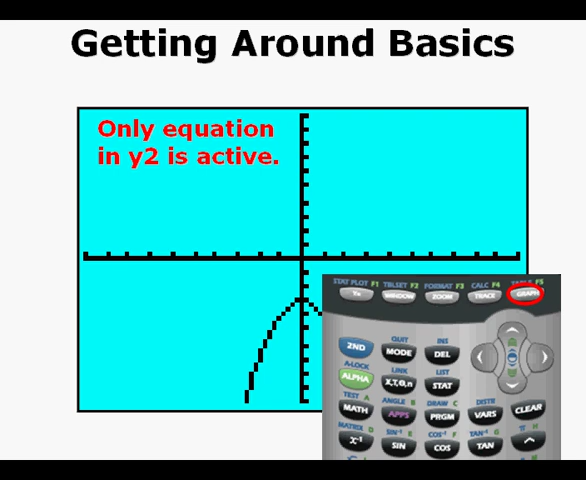 Getting Around Basics
Only equation
in y2 is active.
STAT PLOT F1 TBLSET F2 FORMAT F3 CALC F4 TABLE F5
Y= WINDOW ZOOM TRACE GRAPH
QUIT INS
2ND MODE DEL
A-LOCK LINK LIST
ALPHA X,T,θ,n STAT
TEST A ANGLE B DRAW C DISTR
MATH APPS PRGM VARS CLEAR
MATRIX D SIN⁻¹ E COS⁻¹ F TAN⁻¹ G π H
X⁻¹ SIN COS TAN ^